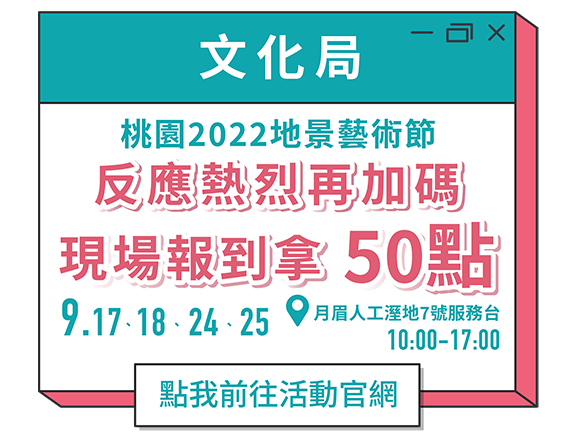 文化局
桃園2022地景藝術節
反應熱烈再加碼
現場報到拿 50點
9.17、18、24、25
月眉人工溼地7號服務台
10:00-17:00
點我前往活動官網